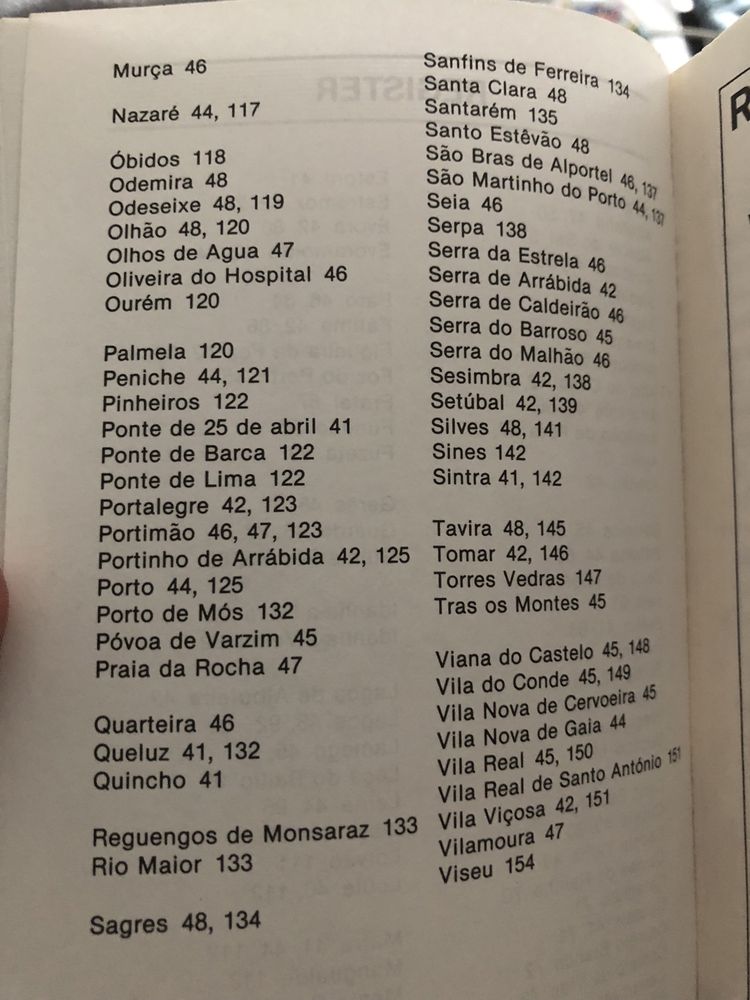 Murça 46
Nazaré 44, 117
Óbidos 118
Odemira 48
Odeseixe 48, 119
Olhão 48, 120
Olhos de Agua 47
Oliveira do Hospital 46
Ourém 120
Palmela 120
Peniche 44, 121
Pinheiros 122
Ponte de 25 de abril 41
Ponte de Barca 122
Ponte de Lima 122
Portalegre 42, 123
Portimão 46, 47, 123
Portinho de Arrábida 42, 125
Porto 44, 125
Porto de Mós 132
Póvoa de Varzim 45
Praia da Rocha 47
Quarteira 46
Queluz 41, 132
Quincho 41
Reguengos de Monsaraz 133
Rio Maior 133
Sagres 48, 134
Sanfins de Ferreira 134
Santa Clara 48
Santarém 135
Santo Estêvão 48
São Bras de Alportel 46, 137
São Martinho do Porto 44, 137
Seia 46
Serpa 138
Serra da Estrela 46
Serra de Arrábida 42
Serra de Caldeirão 46
Serra do Barroso 45
Serra do Malhão 46
Sesimbra 42, 138
Setúbal 42, 139
Silves 48, 141
Sines 142
Sintra 41, 142
Tavira 48, 145
Tomar 42, 146
Torres Vedras 147
Tras os Montes 45
Viana do Castelo 45, 148
Vila do Conde 45, 149
Vila Nova de Cervoeira 45
Vila Nova de Gaia 44
Vila Real 45, 150
Vila Real de Santo António 151
Vila Viçosa 42, 151
Vilamoura 47
Viseu 154